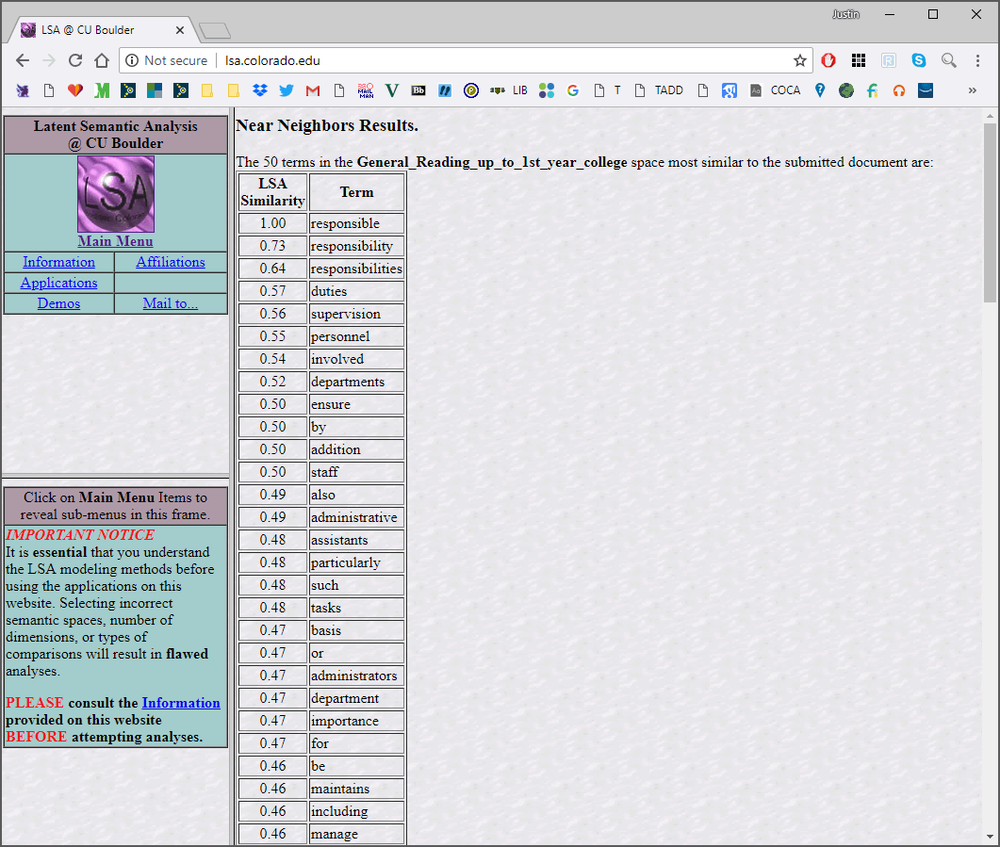 Justin
LSA @ CU Boulder
Not secure
lsa.colorado.edu
Bb
LIB
G
T
TADD
COCA
Latent Semantic Analysis
@ CU Boulder
LSA
Main Menu
Information Affiliations
Applications
Demos Mail to...
Click on Main Menu Items to
reveal sub-menus in this frame.
IMPORTANT NOTICE
It is essential that you understand
the LSA modeling methods before
using the applications on this
website. Selecting incorrect
semantic spaces, number of
dimensions, or types of
comparisons will result in flawed
analyses.
PLEASE consult the Information
provided on this website
BEFORE attempting analyses.
Near Neighbors Results.
The 50 terms in the General_Reading_up_to_1st_year_college space most similar to the submitted document are:
LSA
Similarity Term
1.00 responsible
0.73 responsibility
0.64 responsibilities
0.57 duties
0.56 supervision
0.55 personnel
0.54 involved
0.52 departments
0.50 ensure
0.50 by
0.50 addition
0.50 staff
0.49 also
0.49 administrative
0.48 assistants
0.48 particularly
0.48 such
0.48 tasks
0.47 basis
0.47 or
0.47 administrators
0.47 department
0.47 importance
0.47 for
0.46 be
0.46 maintains
0.46 including
0.46 manage